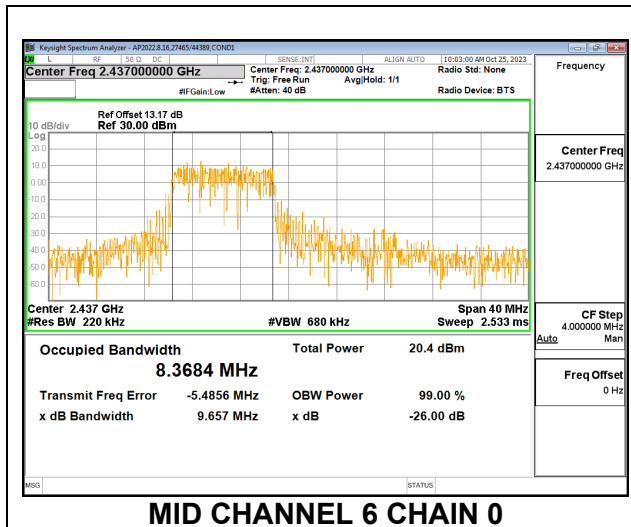 Keysight Spectrum Analyzer - AP2022.8.16,27465/44389,COND1
L RF 50 Ω DC SENSE:INT ALIGN AUTO 10:03:00 AM Oct 25, 2023
Center Freq 2.437000000 GHz
Center Freq: 2.437000000 GHz Radio Std: None
Trig: Free Run Avg|Hold: 1/1
#IFGain:Low #Atten: 40 dB Radio Device: BTS
Frequency
Ref Offset 13.17 dB
10 dB/div Ref 30.00 dBm
Log
20.0
10.0
0.00
-10.0
-20.0
-30.0
-40.0
-50.0
-60.0
Center 2.437 GHz Span 40 MHz
#Res BW 220 kHz #VBW 680 kHz Sweep 2.533 ms
Center Freq
2.437000000 GHz
CF Step
4.000000 MHz
Auto Man
Freq Offset
0 Hz
Occupied Bandwidth Total Power 20.4 dBm
8.3684 MHz
Transmit Freq Error -5.4856 MHz OBW Power 99.00 %
x dB Bandwidth 9.657 MHz x dB -26.00 dB
MSG STATUS
MID CHANNEL 6 CHAIN 0